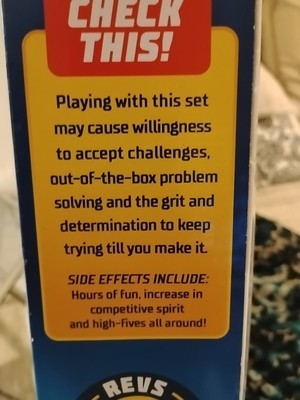 CHECK
THIS!
Playing with this set
may cause willingness
to accept challenges,
out-of-the-box problem
solving and the grit and
determination to keep
trying till you make it.
SIDE EFFECTS INCLUDE:
Hours of fun, increase in
competitive spirit
and high-fives all around!
REVS